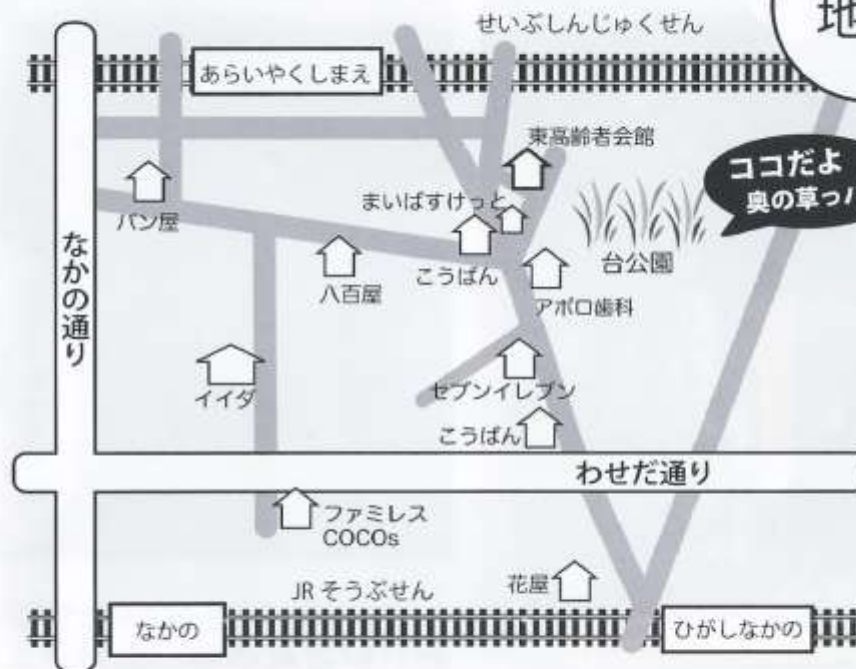 せいぶしんじゅくせん
地
あらいやくしまえ
東高齢者会館
ココだよ
奥の草っパ
まいばすけっと
パン屋
こうばん
台公園
八百屋
アポロ歯科
なかの通り
イイダ
セブンイレブン
こうばん
わせだ通り
ファミレス
COCOs
JRそうぶせん
花屋
なかの
ひがしなかの